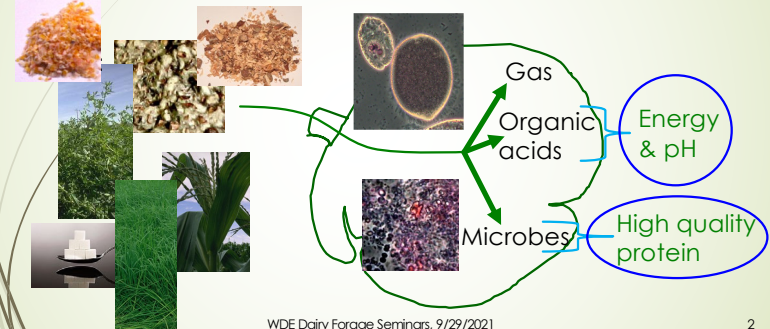 Gas
Organic
acids
Energy
& pH
Microbes
High quality
protein
WDE Dairy Forage Seminars, 9/29/2021
2